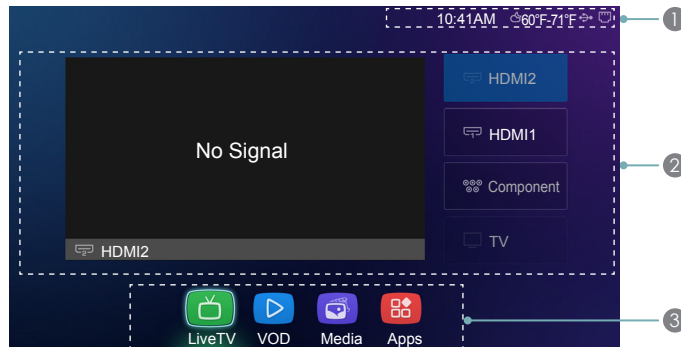 10:41AM 60°F-71°F
1
HDMI2
HDMI1
No Signal
2
Component
TV
HDMI2
3
LiveTV VOD Media Apps